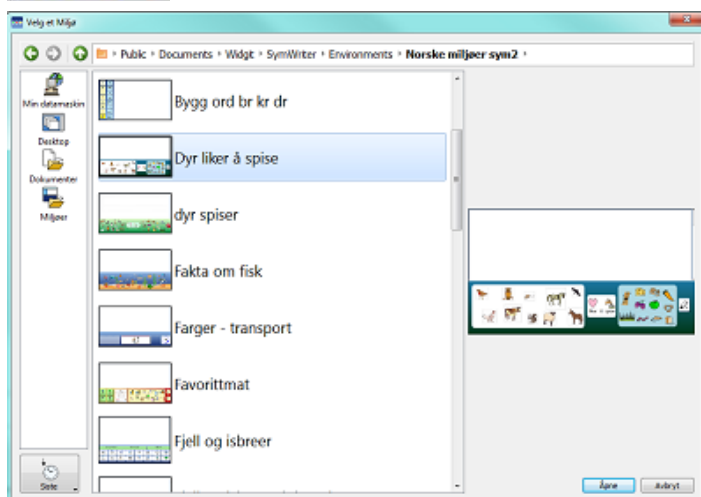 Velg et Miljø
Public Documents Widgit SymWriter Environments Norske miljøer sym2
Min datamaskin
Desktop
Dokumenter
Miljøer
Siste
Bygg ord br kr dr
Dyr liker å spise
dyr spiser
Fakta om fisk
Farger - transport
Favorittmat
Fjell og isbreer
Åpne Avbryt